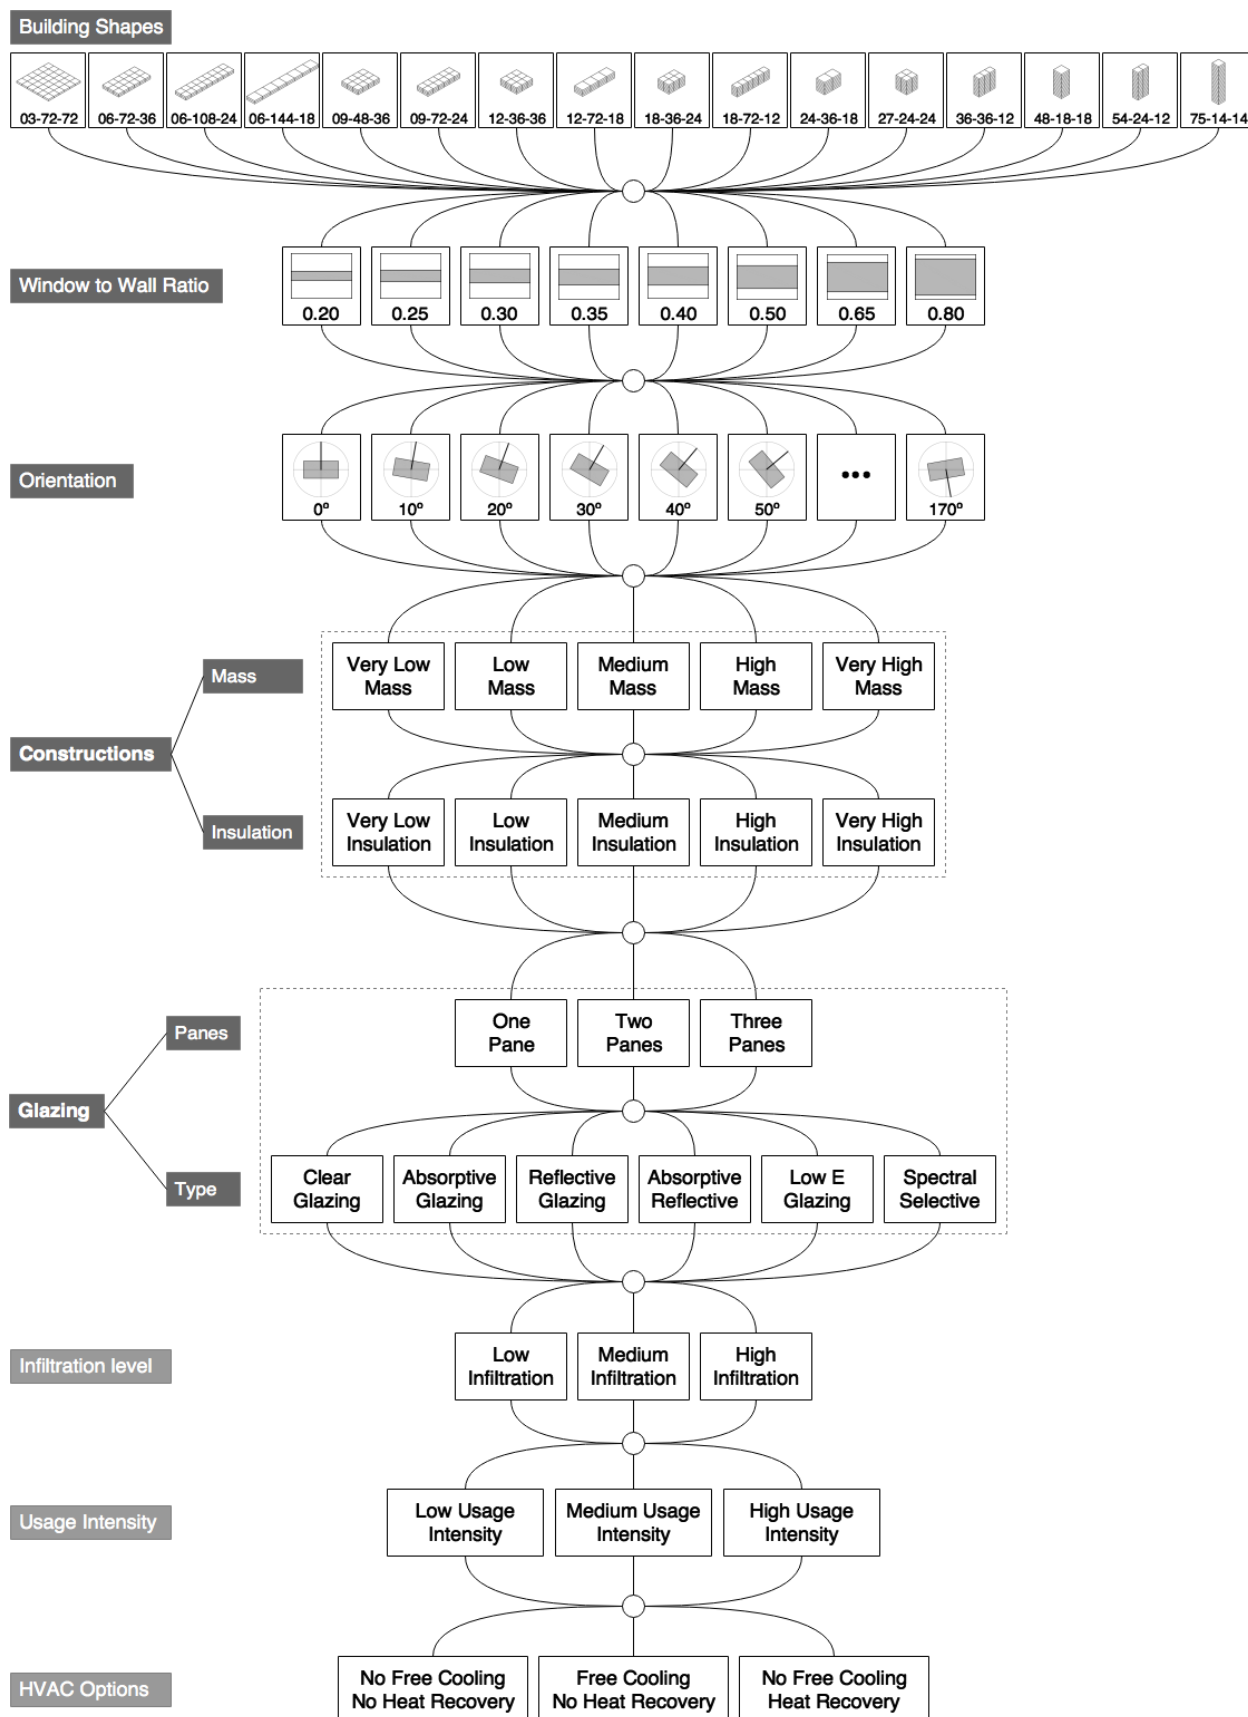 Building Shapes
03-72-72 06-72-36 06-108-24 06-144-18 09-48-36 09-72-24 12-36-36 12-72-18 18-36-24 18-72-12 24-36-18 27-24-24 36-36-12 48-18-18 54-24-12 75-14-14
Window to Wall Ratio
0.20 0.25 0.30 0.35 0.40 0.50 0.65 0.80
Orientation
0º 10º 20º 30º 40º 50º ••• 170º
Constructions
Mass
Very Low
Mass
Low
Mass
Medium
Mass
High
Mass
Very High
Mass
Insulation
Very Low
Insulation
Low
Insulation
Medium
Insulation
High
Insulation
Very High
Insulation
Glazing
Panes
One
Pane
Two
Panes
Three
Panes
Type
Clear
Glazing
Absorptive
Glazing
Reflective
Glazing
Absorptive
Reflective
Low E
Glazing
Spectral
Selective
Infiltration level
Low
Infiltration
Medium
Infiltration
High
Infiltration
Usage Intensity
Low Usage
Intensity
Medium Usage
Intensity
High Usage
Intensity
HVAC Options
No Free Cooling
No Heat Recovery
Free Cooling
No Heat Recovery
No Free Cooling
Heat Recovery